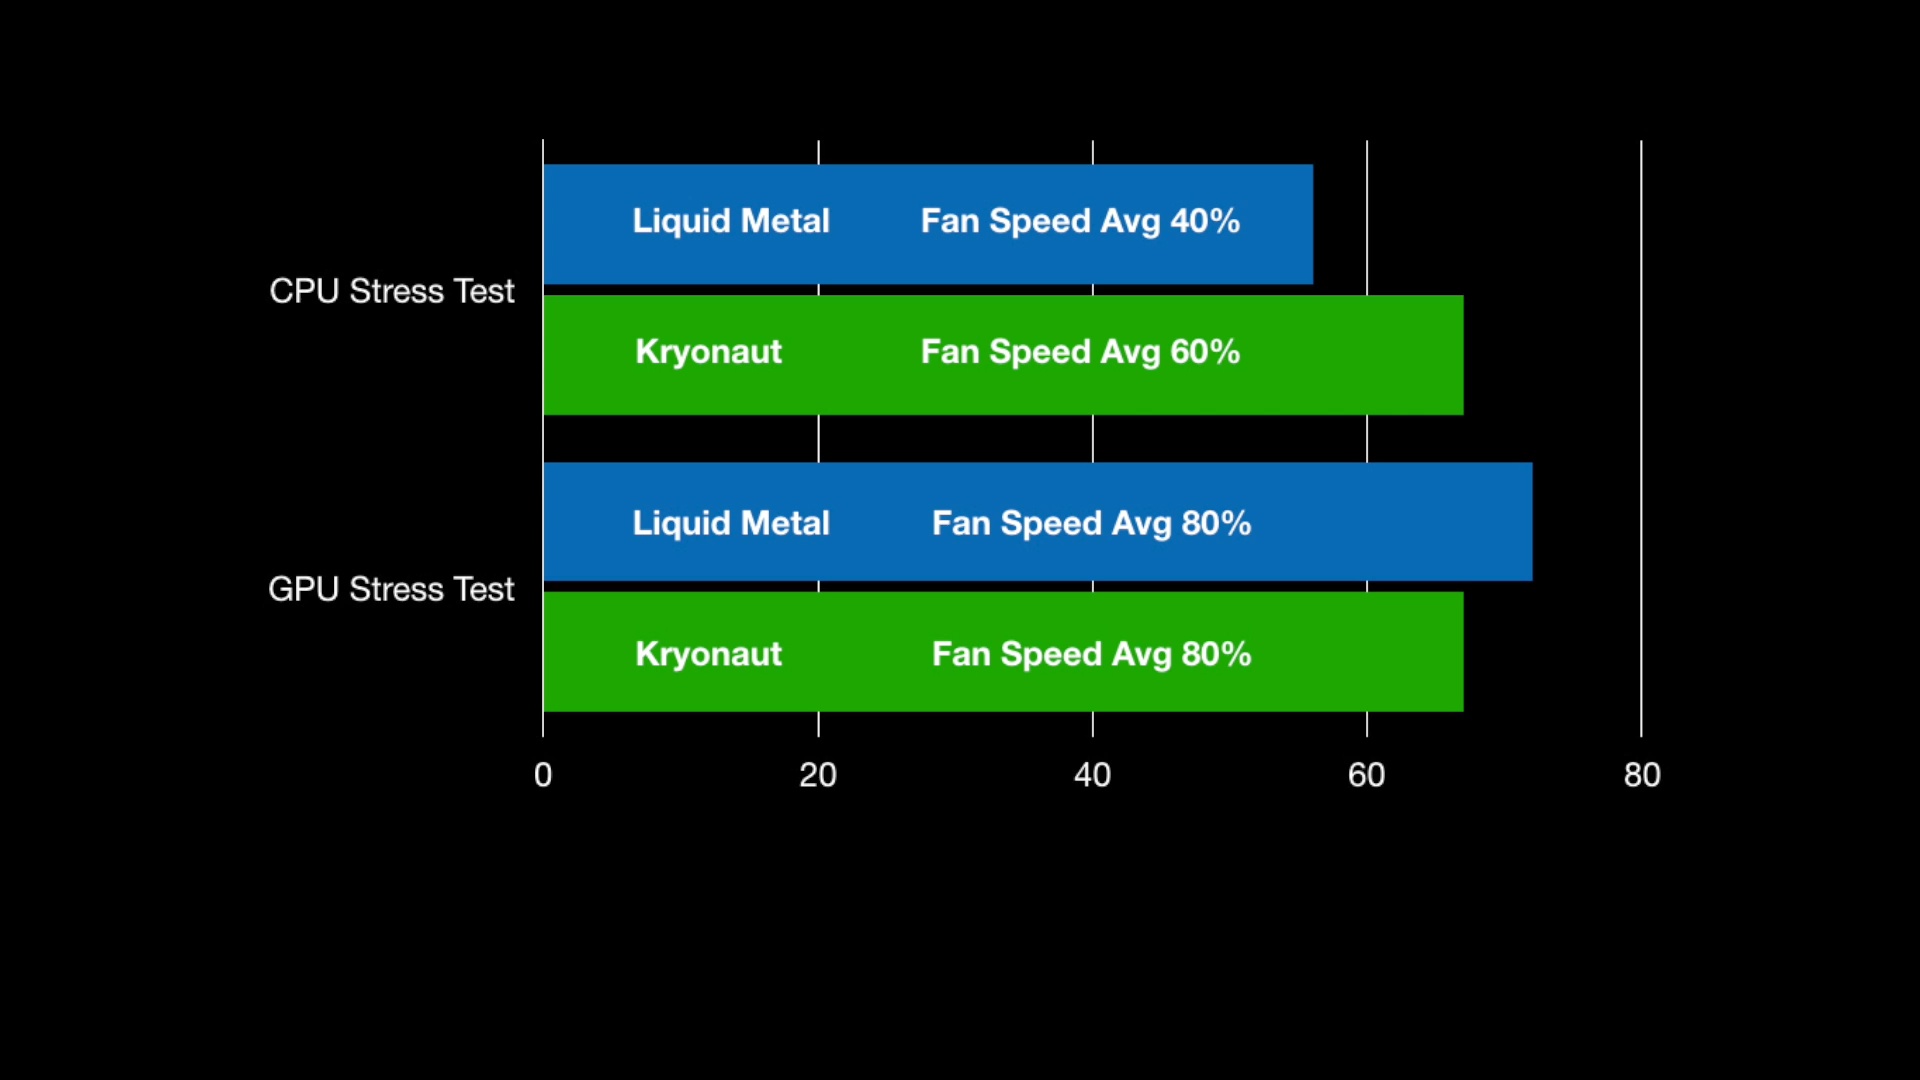 Liquid Metal Fan Speed Avg 40%
CPU Stress Test
Kryonaut Fan Speed Avg 60%
Liquid Metal Fan Speed Avg 80%
GPU Stress Test
Kryonaut Fan Speed Avg 80%
0 20 40 60 80